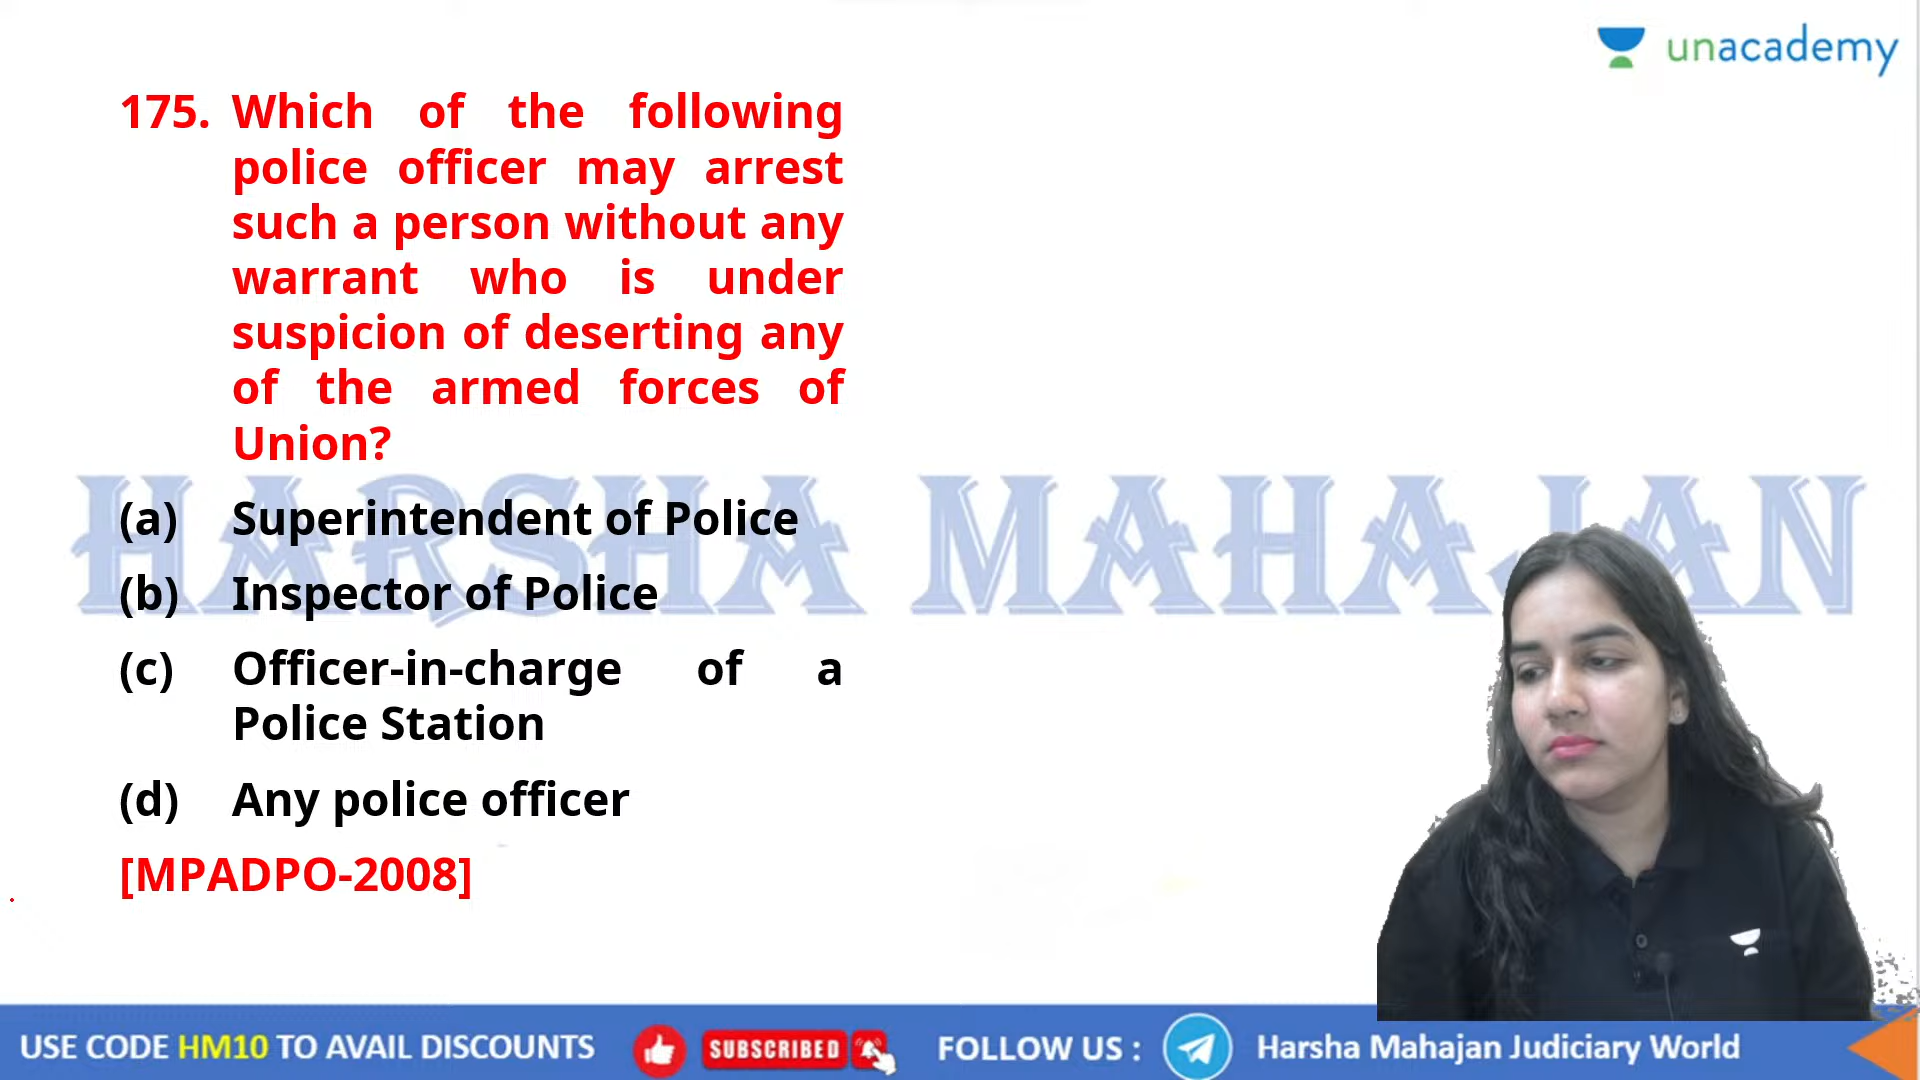 unacademy
175. Which of the following
police officer may arrest
such a person without any
warrant who is under
suspicion of deserting any
of the armed forces of
Union?
HARSHA MAHAJAN
(a) Superintendent of Police
(b) Inspector of Police
(c) Officer-in-charge of a
Police Station
(d) Any police officer
[MPADPO-2008]
USE CODE HM10 TO AVAIL DISCOUNTS SUBSCRIBED FOLLOW US : Harsha Mahajan Judiciary World